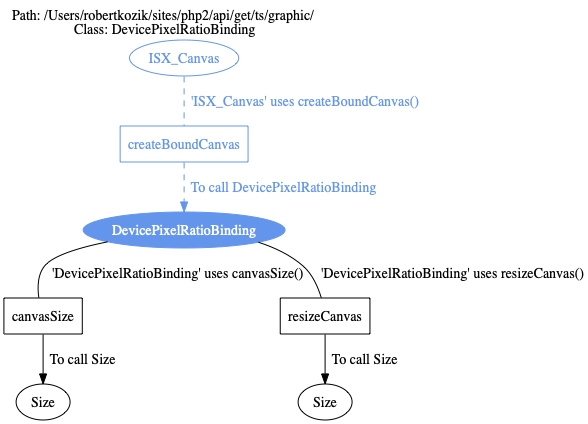 Path: /Users/robertkozik/sites/php2/api/get/ts/graphic/
Class: DevicePixelRatioBinding
ISX_Canvas
'ISX_Canvas' uses createBoundCanvas()
createBoundCanvas
To call DevicePixelRatioBinding
DevicePixelRatioBinding
'DevicePixelRatioBinding' uses canvasSize()
'DevicePixelRatioBinding' uses resizeCanvas()
canvasSize
resizeCanvas
To call Size
To call Size
Size
Size